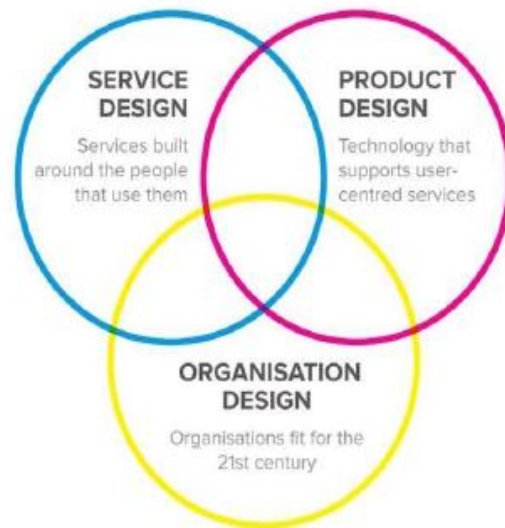 SERVICE
DESIGN
Services built
around the people
that use them
PRODUCT
DESIGN
Technology that
supports user-
centred services
ORGANISATION
DESIGN
Organisations fit for the
21st century